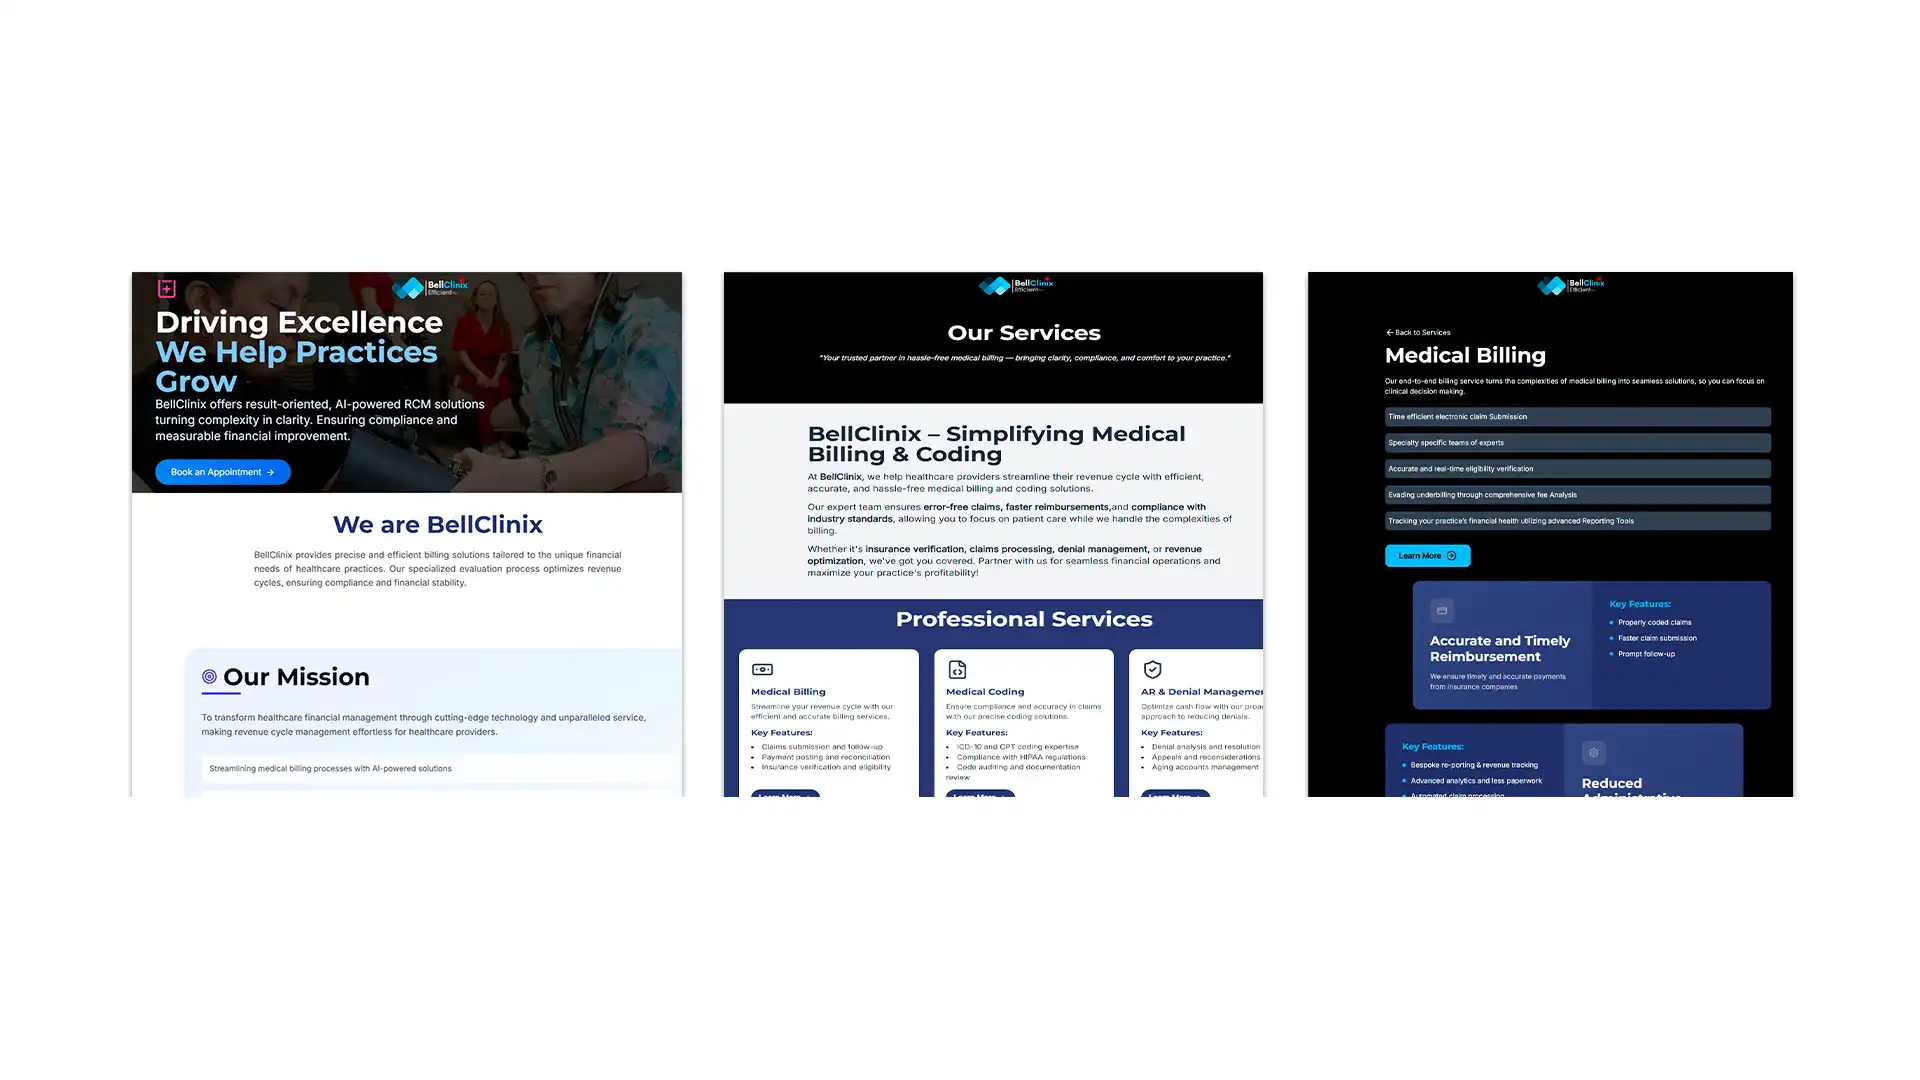 BellClinix
Efficient
Driving Excellence
We Help Practices
Grow
BellClinix offers result-oriented, AI-powered RCM solutions
turning complexity in clarity. Ensuring compliance and
measurable financial improvement.
Book an Appointment
We are BellClinix
BellClinix provides precise and efficient billing solutions tailored to the unique financial
needs of healthcare practices. Our specialized evaluation process optimizes revenue
cycles, ensuring compliance and financial stability.
Our Mission
To transform healthcare financial management through cutting-edge technology and unparalleled service,
making revenue cycle management effortless for healthcare providers.
Streamlining medical billing processes with AI-powered solutions
BellClinix
Efficient
Our Services
"Your trusted partner in hassle-free medical billing — bringing clarity, compliance, and comfort to your practice."
BellClinix – Simplifying Medical
Billing & Coding
At BellClinix, we help healthcare providers streamline their revenue cycle with efficient,
accurate, and hassle-free medical billing and coding solutions.
Our expert team ensures error-free claims, faster reimbursements,and compliance with
industry standards, allowing you to focus on patient care while we handle the complexities of
billing.
Whether it's insurance verification, claims processing, denial management, or revenue
optimization, we've got you covered. Partner with us for seamless financial operations and
maximize your practice's profitability!
Professional Services
Medical Billing
Streamline your revenue cycle with our
efficient and accurate billing services.
Key Features:
• Claims submission and follow-up
• Payment posting and reconciliation
• Insurance verification and eligibility
Learn More
Medical Coding
Ensure compliance and accuracy in claims
with our precise coding solutions.
Key Features:
• ICD-10 and CPT coding expertise
• Compliance with HIPAA regulations
• Code auditing and documentation
review
Learn More
AR & Denial Managemen
Optimize cash flow with our proa
approach to reducing denials.
Key Features:
• Denial analysis and resolution
• Appeals and reconsiderations
• Aging accounts management
Learn More
BellClinix
Efficient
Back to Services
Medical Billing
Our end-to-end billing service turns the complexities of medical billing into seamless solutions, so you can focus on
clinical decision making.
Time efficient electronic claim Submission
Specialty specific teams of experts
Accurate and real-time eligibility verification
Evading underbilling through comprehensive fee Analysis
Tracking your practice's financial health utilizing advanced Reporting Tools
Learn More
Accurate and Timely
Reimbursement
We ensure timely and accurate payments
from insurance companies
Key Features:
• Properly coded claims
• Faster claim submission
• Prompt follow-up
Key Features:
• Bespoke re-porting & revenue tracking
• Advanced analytics and less paperwork
• Automated claim processing
Reduced
Administrative